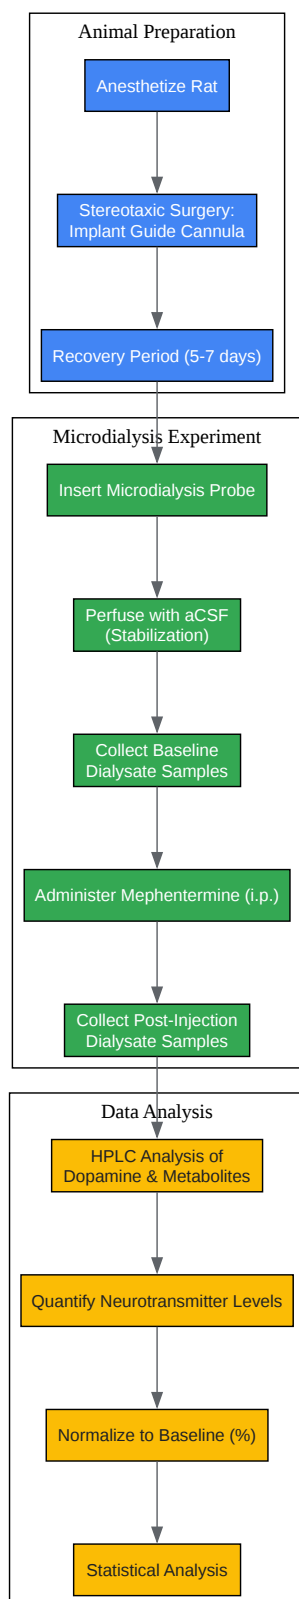 Animal Preparation
Anesthetize Rat
Stereotaxic Surgery:
Implant Guide Cannula
Recovery Period (5-7 days)
Microdialysis Experiment
Insert Microdialysis Probe
Perfuse with aCSF
(Stabilization)
Collect Baseline
Dialysate Samples
Administer Mephentermine (i.p.)
Collect Post-Injection
Dialysate Samples
Data Analysis
HPLC Analysis of
Dopamine & Metabolites
Quantify Neurotransmitter Levels
Normalize to Baseline (%)
Statistical Analysis